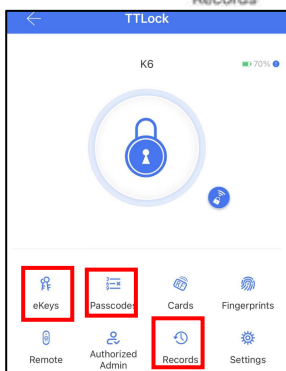 Records
TTLock
K6
70%
eKeys
Passcodes
Cards
Fingerprints
Remote
Authorized
Admin
Records
Settings